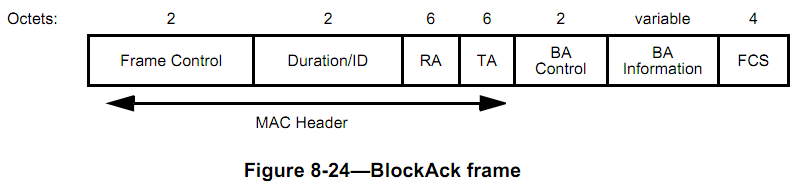 Octets: 2 2 6 6 2 variable 4
Frame Control Duration/ID RA TA BA Control BA Information FCS
MAC Header
Figure 8-24—BlockAck frame